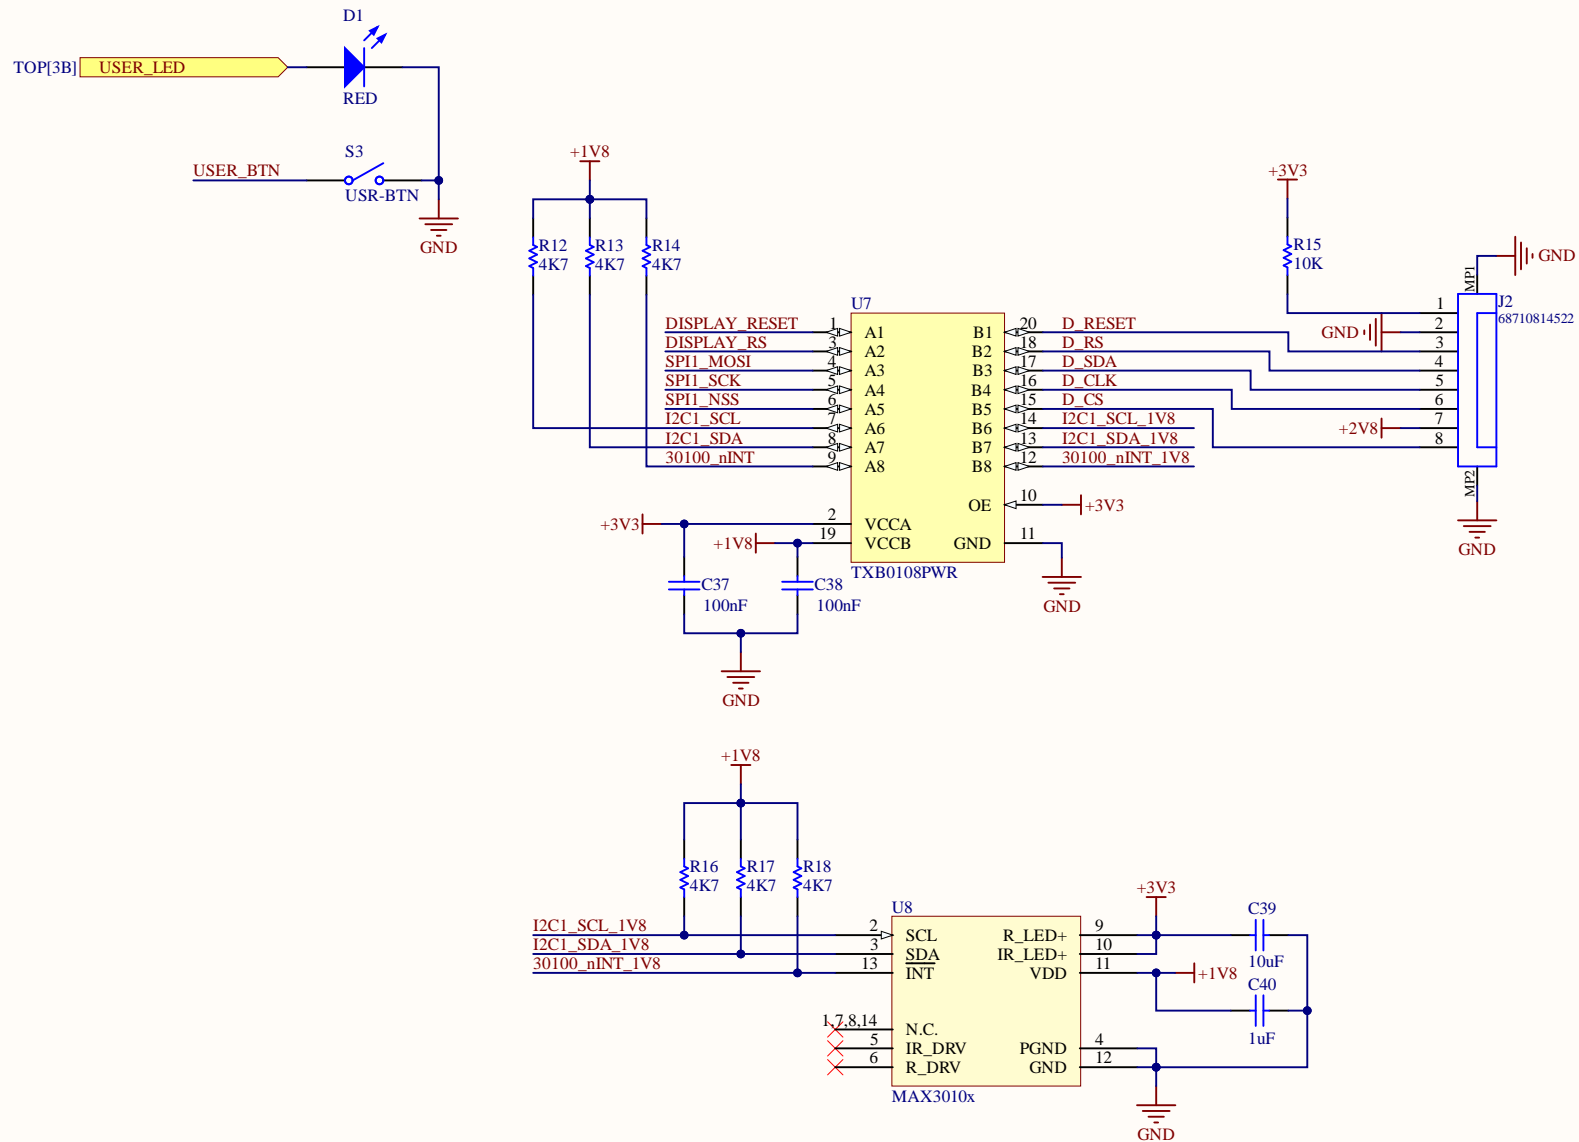 D1
TOP[3B] USER_LED
RED
S3
USER_BTN
USR-BTN
GND
+1V8
R12 R13 R14
4K7 4K7 4K7
+3V3
R15
10K
MP1
GND
U7
J2
68710814522
DISPLAY_RESET 1 A1 B1 20 D_RESET
DISPLAY_RS 3 A2 B2 18 D_RS
SPI1_MOSI 4 A3 B3 17 D_SDA
SPI1_SCK 5 A4 B4 16 D_CLK
SPI1_NSS 6 A5 B5 15 D_CS
I2C1_SCL 7 A6 B6 14 I2C1_SCL_1V8
I2C1_SDA 8 A7 B7 13 I2C1_SDA_1V8
30100_nINT 9 A8 B8 12 30100_nINT_1V8
OE 10 +3V3
+3V3 2 VCCA
+1V8 19 VCCB GND 11
TXB0108PWR
GND
1
GND 2
3
4
5
6
+2V8 7
8
MP2
GND
C37 C38
100nF 100nF
GND
+1V8
R16 R17 R18
4K7 4K7 4K7
U8
+3V3
C39
10uF
I2C1_SCL_1V8 2 SCL R_LED+ 9
I2C1_SDA_1V8 3 SDA IR_LED+ 10
30100_nINT_1V8 13 INT VDD 11 +1V8
C40
1uF
1,7,8,14 N.C.
5 IR_DRV PGND 4
6 R_DRV GND 12
MAX3010x
GND